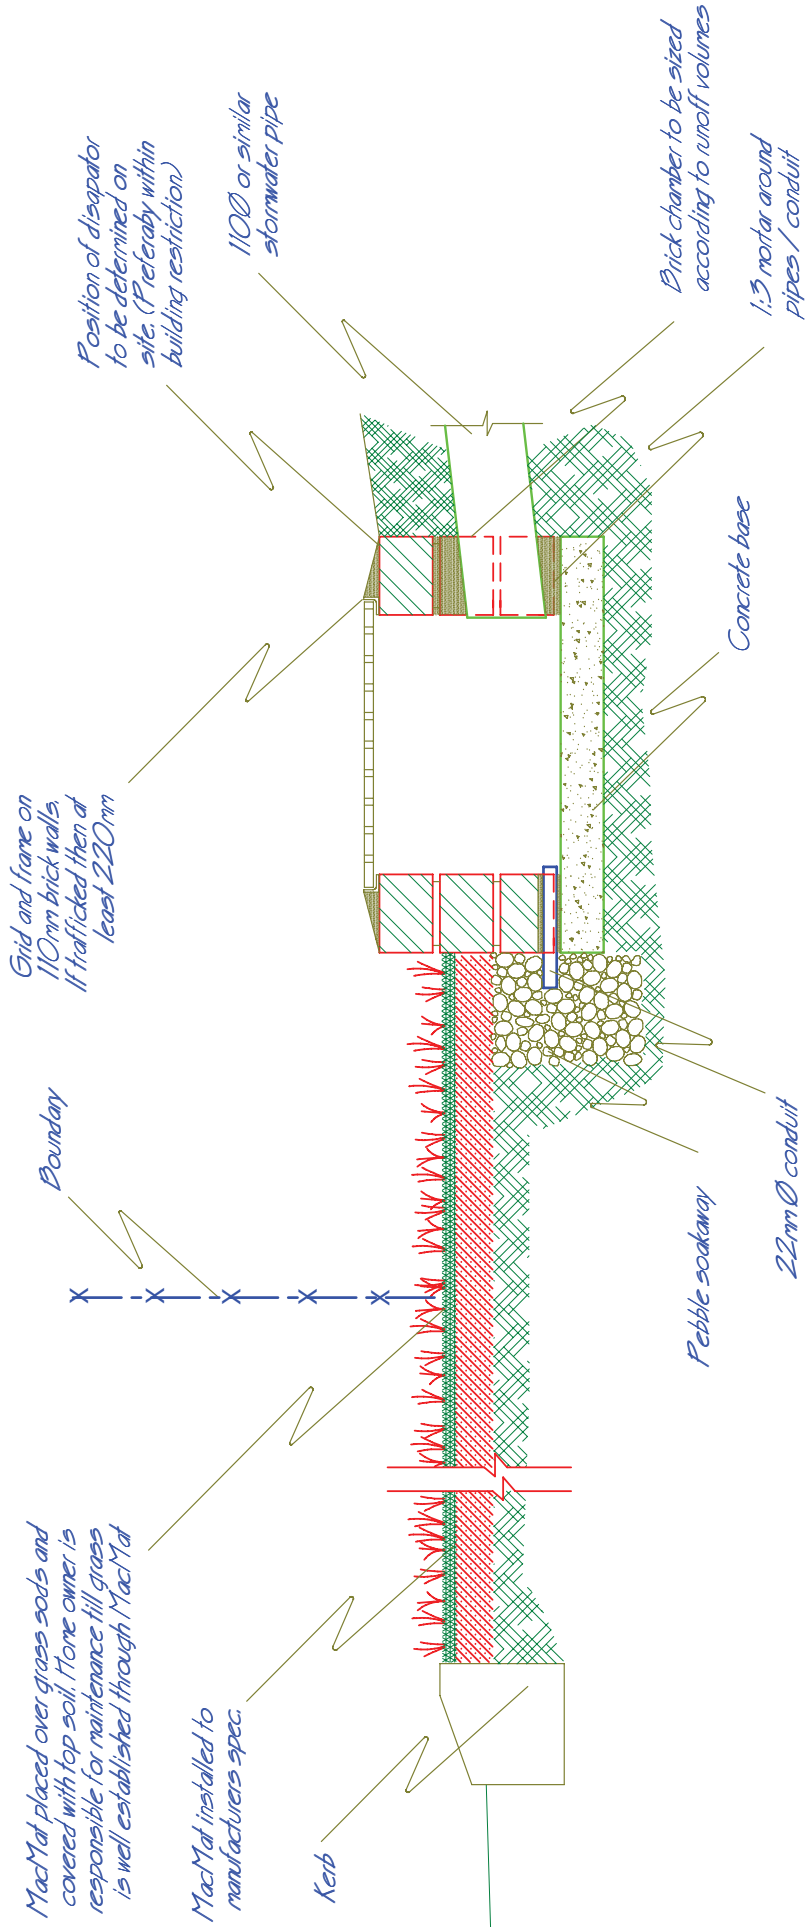 MacMat placed over grass sods and
covered with top soil. Home owner is
responsible for maintenance till grass
is well established through MacMat
MacMat installed to
manufacturers spec.
Kerb
Boundary
Grid and frame on
110mm brick walls.
If trafficked then at
least 220mm
Position of disapator
to be determined on
site. (Preferaby within
building restriction)
110Ø or similar
stormwater pipe
Brick chamber to be sized
according to runoff volumes
1:3 mortar around
pipes / conduit
Concrete base
Pebble soakaway
22mm Ø conduit
X
X
X
X
X